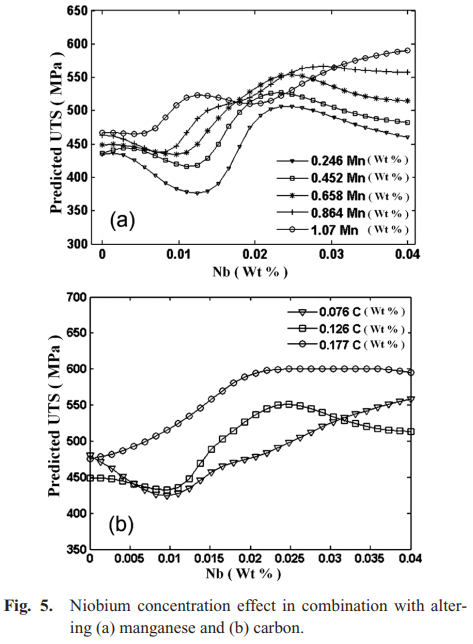 600
550
500
450
400
350
300
Predicted UTS ( MPa )
(a)
0.246 Mn (Wt %)
0.452 Mn (Wt %)
0.658 Mn (Wt %)
0.864 Mn (Wt %)
1.07 Mn (Wt %)
0 0.01 0.02 0.03 0.04
Nb ( Wt % )
700
650
600
550
500
450
350
Predicted UTS ( MPa )
0.076 C ( Wt % )
0.126 C ( Wt % )
0.177 C ( Wt % )
(b)
0 0.005 0.01 0.015 0.02 0.025 0.03 0.035 0.04
Nb ( Wt % )
Fig. 5. Niobium concentration effect in combination with alter-
ing (a) manganese and (b) carbon.